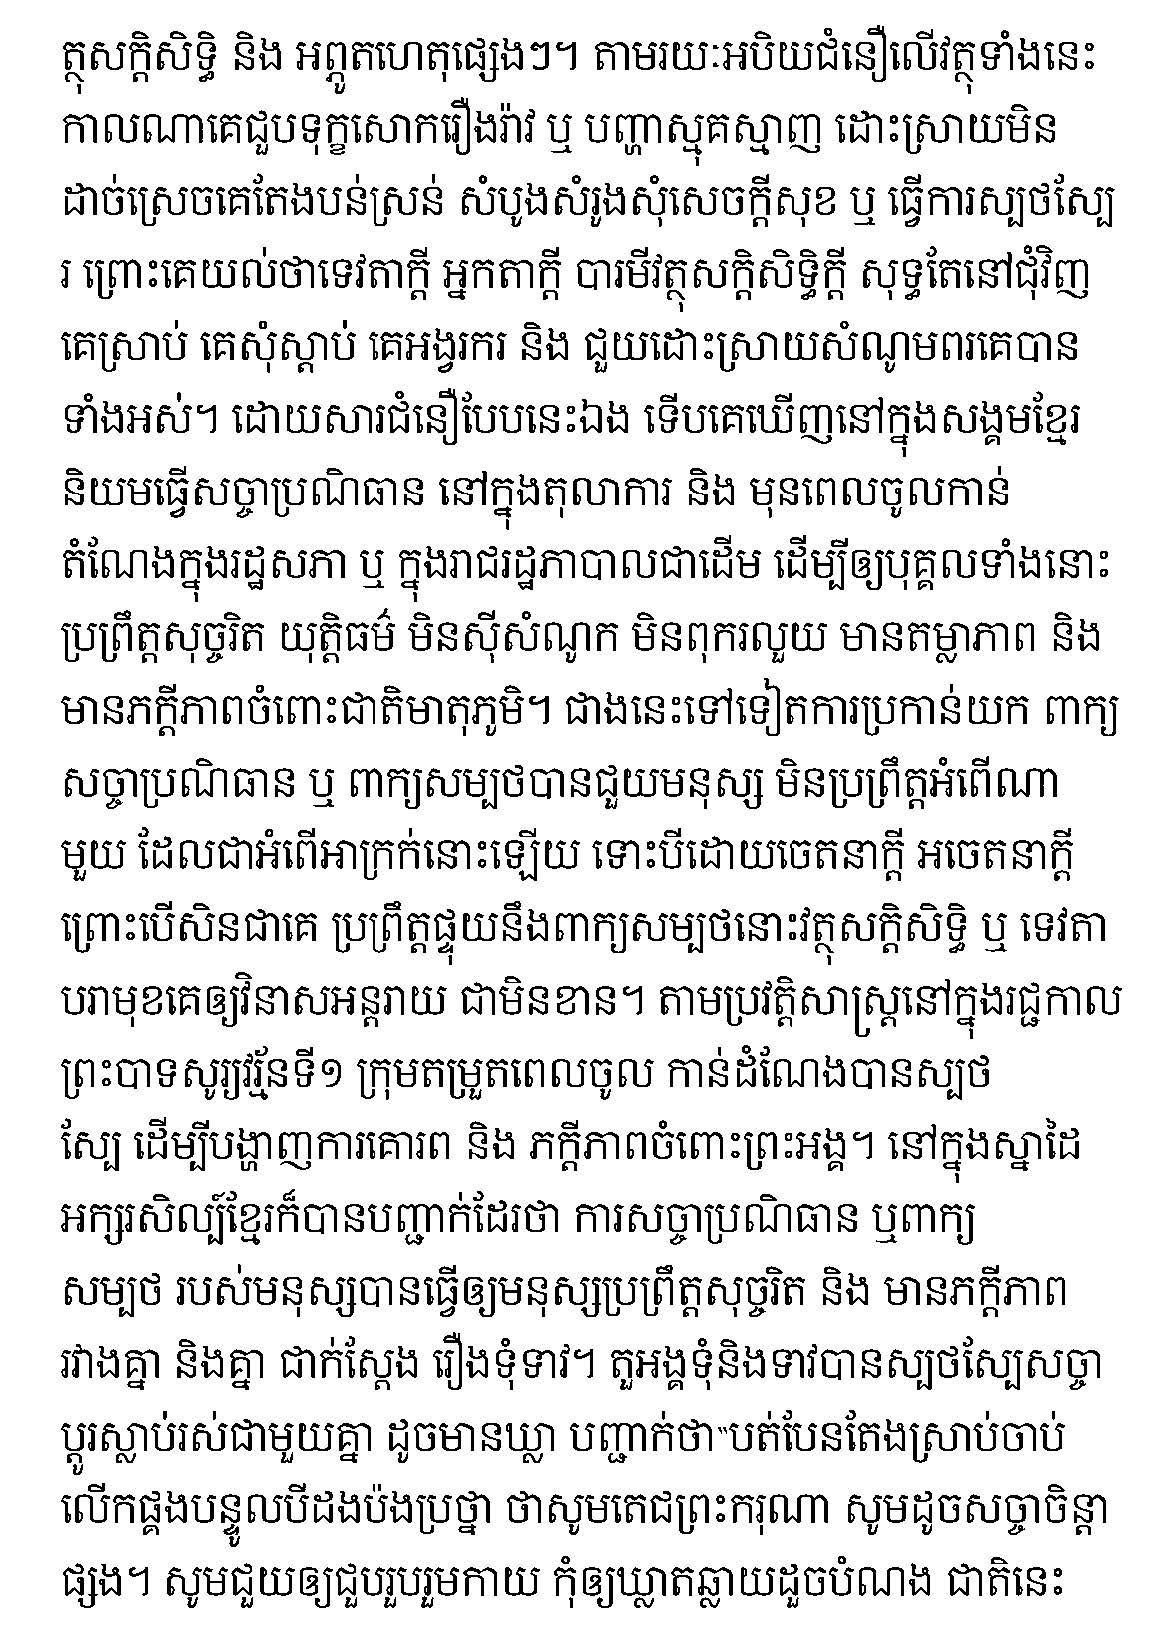 ត្ថុសក្ដិសិទ្ធិ និង អព្ភូតហេតុផ្សេងៗ។ តាមរយៈអបិយជំនឿលើវត្ថុទាំងនេះ
កាលណាគេជួបទុក្ខសោករឿងរ៉ាវ ឬ បញ្ហាស្មុគស្មាញ ដោះស្រាយមិន
ដាច់ស្រេចគេតែងបន់ស្រន់ សំបូងសំរូងសុំសេចក្ដីសុខ ឬ ធ្វើការស្បថស្បែ
រ ព្រោះគេយល់ថាទេវតាក្ដី អ្នកតាក្ដី បារមីវត្ថុសក្ដិសិទ្ធិក្ដី សុទ្ធតែនៅជុំវិញ
គេស្រាប់ គេសុំស្ដាប់ គេអង្វរករ និង ជួយដោះស្រាយសំណូមពរគេបាន
ទាំងអស់។ ដោយសារជំនឿបែបនេះឯង ទើបគេឃើញនៅក្នុងសង្គមខ្មែរ
និយមធ្វើសច្ចាប្រណិធាន នៅក្នុងតុលាការ និង មុនពេលចូលកាន់
តំណែងក្នុងរដ្ឋសភា ឬ ក្នុងរាជរដ្ឋភាបាលជាដើម ដើម្បីឲ្យបុគ្គលទាំងនោះ
ប្រព្រឹត្តសុច្ចរិត យុត្តិធម៌ មិនស៊ីសំណូក មិនពុករលួយ មានតម្លាភាព និង
មានភក្ដីភាពចំពោះជាតិមាតុភូមិ។ ជាងនេះទៅទៀតការប្រកាន់យក ពាក្យ
សច្ចាប្រណិធាន ឬ ពាក្យសម្បថបានជួយមនុស្ស មិនប្រព្រឹត្តអំពើណា
មួយ ដែលជាអំពើអាក្រក់នោះឡើយ ទោះបីដោយចេតនាក្ដី អចេតនាក្ដី
ព្រោះបើសិនជាគេ ប្រព្រឹត្តផ្ទុយនឹងពាក្យសម្បថនោះវត្ថុសក្ដិសិទ្ធិ ឬ ទេវតា
បរាមុខគេឲ្យវិនាសអន្តរាយ ជាមិនខាន។ តាមប្រវត្តិសាស្ត្រនៅក្នុងរជ្ជកាល
ព្រះបាទសូរ្យវរ្ម័នទី១ ក្រុមតម្រួតពេលចូល កាន់ដំណែងបានស្បថ
ស្បែ ដើម្បីបង្ហាញការគោរព និង ភក្ដីភាពចំពោះព្រះអង្គ។ នៅក្នុងស្នាដៃ
អក្សរសិល្ប៍ខ្មែរក៏បានបញ្ជាក់ដែរថា ការសច្ចាប្រណិធាន ឬពាក្យ
សម្បថ របស់មនុស្សបានធ្វើឲ្យមនុស្សប្រព្រឹត្តសុច្ចរិត និង មានភក្ដីភាព
រវាងគ្នា និងគ្នា ជាក់ស្ដែង រឿងទុំទាវ។ តួអង្គទុំនិងទាវបានស្បថស្បែសច្ចា
ប្ដូរស្លាប់រស់ជាមួយគ្នា ដូចមានឃ្លា បញ្ជាក់ថា“បត់បែនតែងស្រាប់ចាប់
លើកផ្គងបន្ទូលបីដងប៉ងប្រថ្នា ថាសូមតេជព្រះករុណា សូមដូចសច្ចាចិន្ដា
ផ្សង។ សូមជួយឲ្យជួបរួបរួមកាយ កុំឲ្យឃ្លាតឆ្លាយដួចបំណង ជាតិនេះ